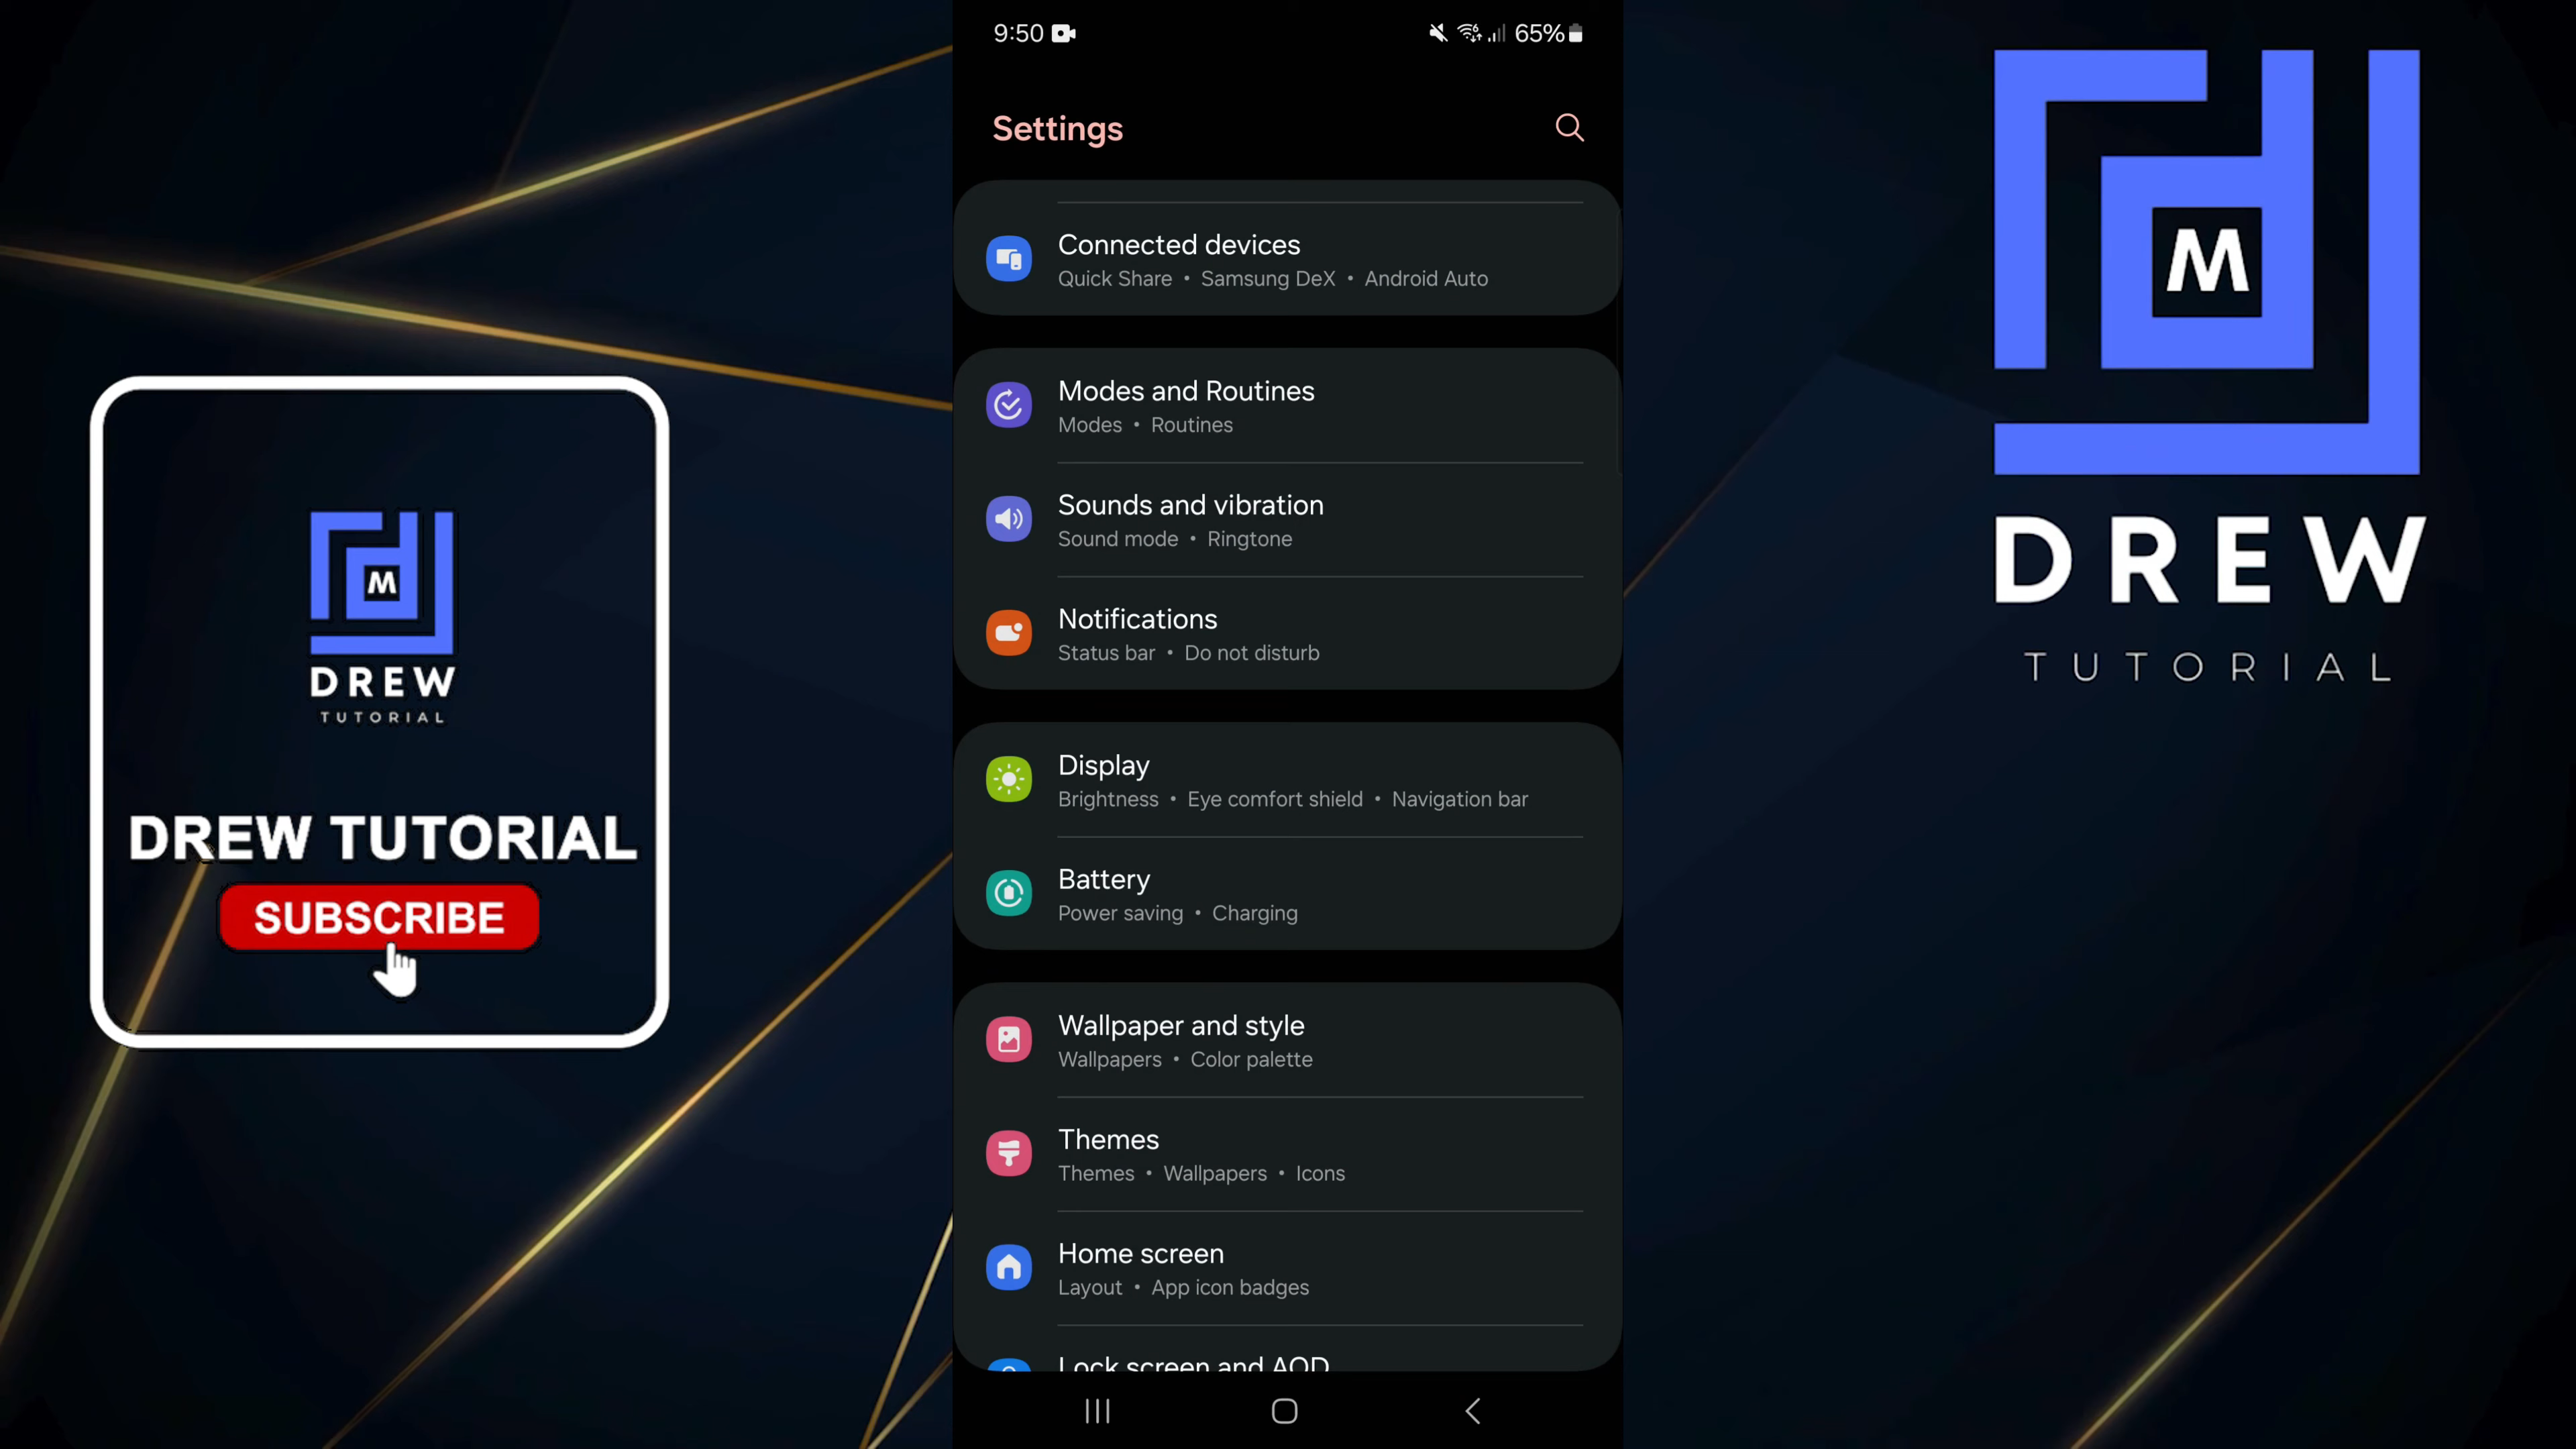 M
DREW
TUTORIAL
DREW TUTORIAL
SUBSCRIBE
9:50
65%
Settings
Connected devices
Quick Share • Samsung DeX • Android Auto
Modes and Routines
Modes • Routines
Sounds and vibration
Sound mode • Ringtone
Notifications
Status bar • Do not disturb
Display
Brightness • Eye comfort shield • Navigation bar
Battery
Power saving • Charging
Wallpaper and style
Wallpapers • Color palette
Themes
Themes • Wallpapers • Icons
Home screen
Layout • App icon badges
Lock screen and AOD
M
DREW
TUTORIAL